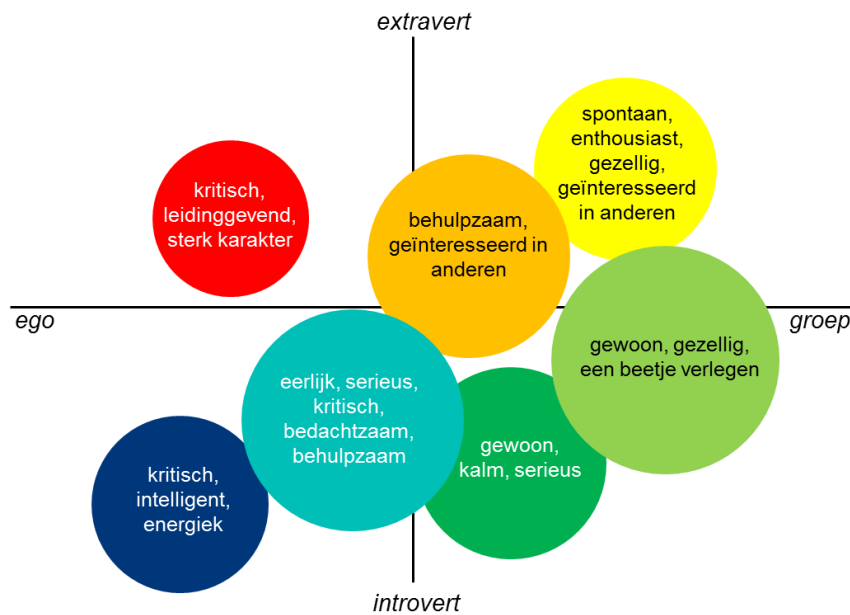 extravert
spontaan,
enthousiast,
gezellig,
geïnteresseerd
in anderen
kritisch,
leidinggevend,
sterk karakter
behulpzaam,
geïnteresseerd in
anderen
ego
groep
gewoon, gezellig,
een beetje verlegen
eerlijk, serieus,
kritisch,
bedachtzaam,
behulpzaam
gewoon,
kalm, serieus
kritisch,
intelligent,
energiek
introvert